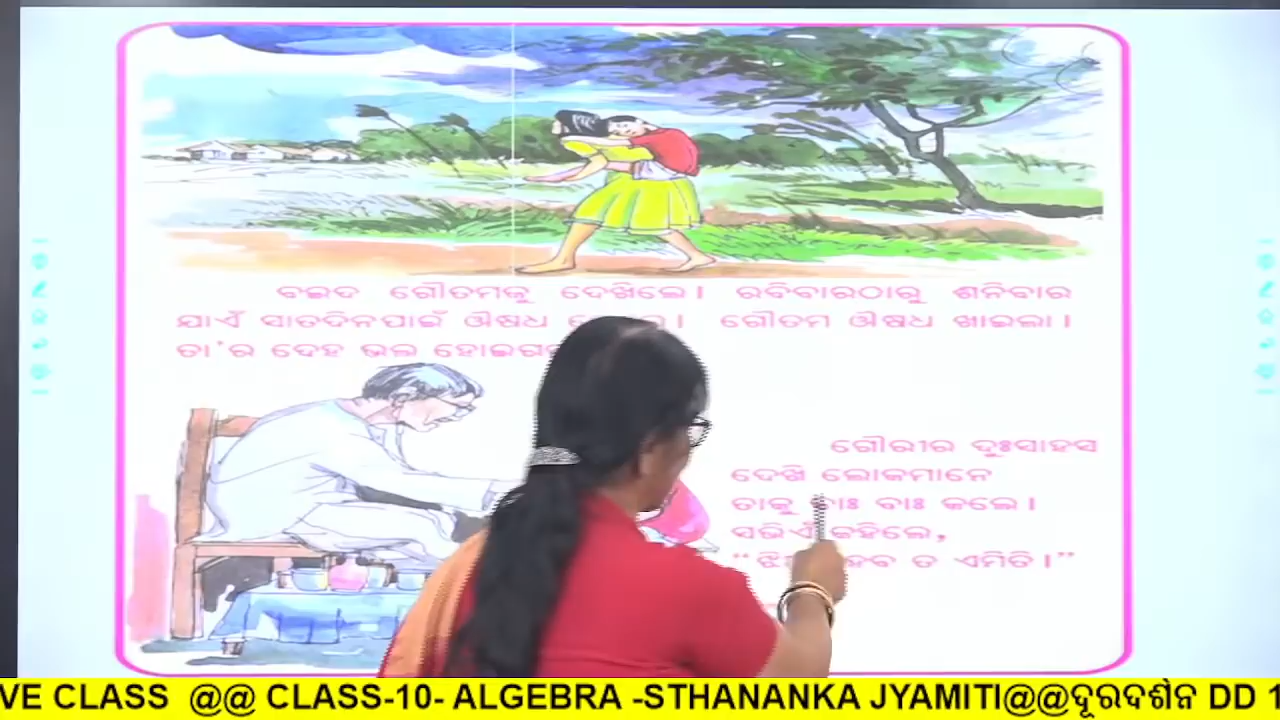 ବଇଦ ଗୌତମକୁ ଦେଖିଲେ। ରବିବାରଠାରୁ ଶନିବାର
ଯାଏଁ ସାତଦିନପାଇଁ ଔଷଧ ଗୌତମ ଔଷଧ ଖାଇଲା।
ତା'ର ଦେହ ଭଲ
ଗୌରୀର ଦୁଃସାହସ
ଦେଖି ଲୋକମାନେ
ତାକୁ ବାଃ ବାଃ କଲେ।
ସଭିଏଁ କହିଲେ,
ତ ଏମିତି।”
VE CLASS @@ CLASS-10- ALGEBRA -STHANANKA JYAMITI@@ଦୂରଦର୍ଶନ DD 1